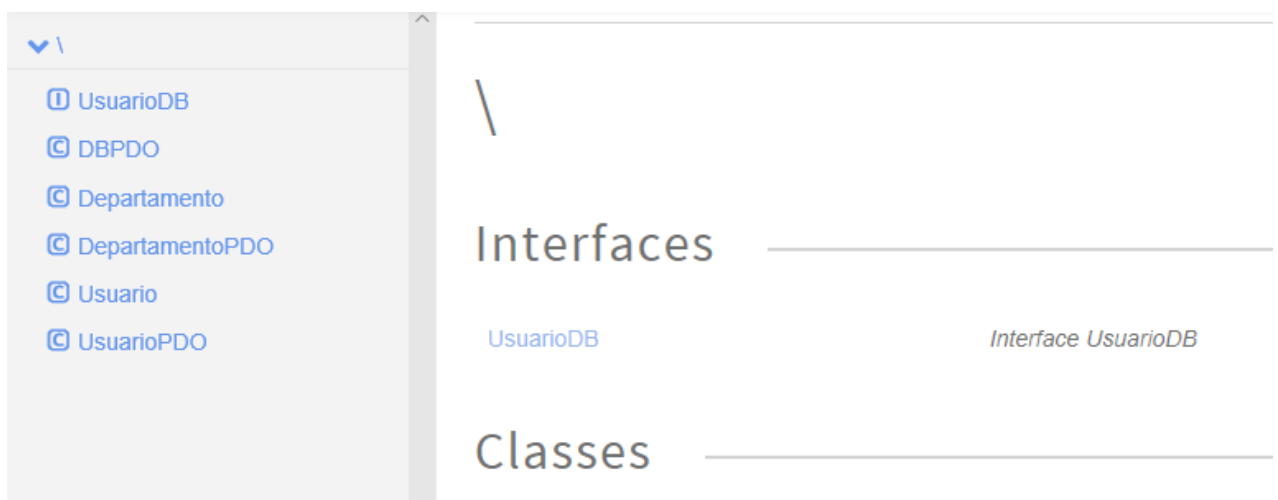 \
UsuarioDB
DBPDO
Departamento
DepartamentoPDO
Usuario
UsuarioPDO
\
Interfaces
UsuarioDB Interface UsuarioDB
Classes